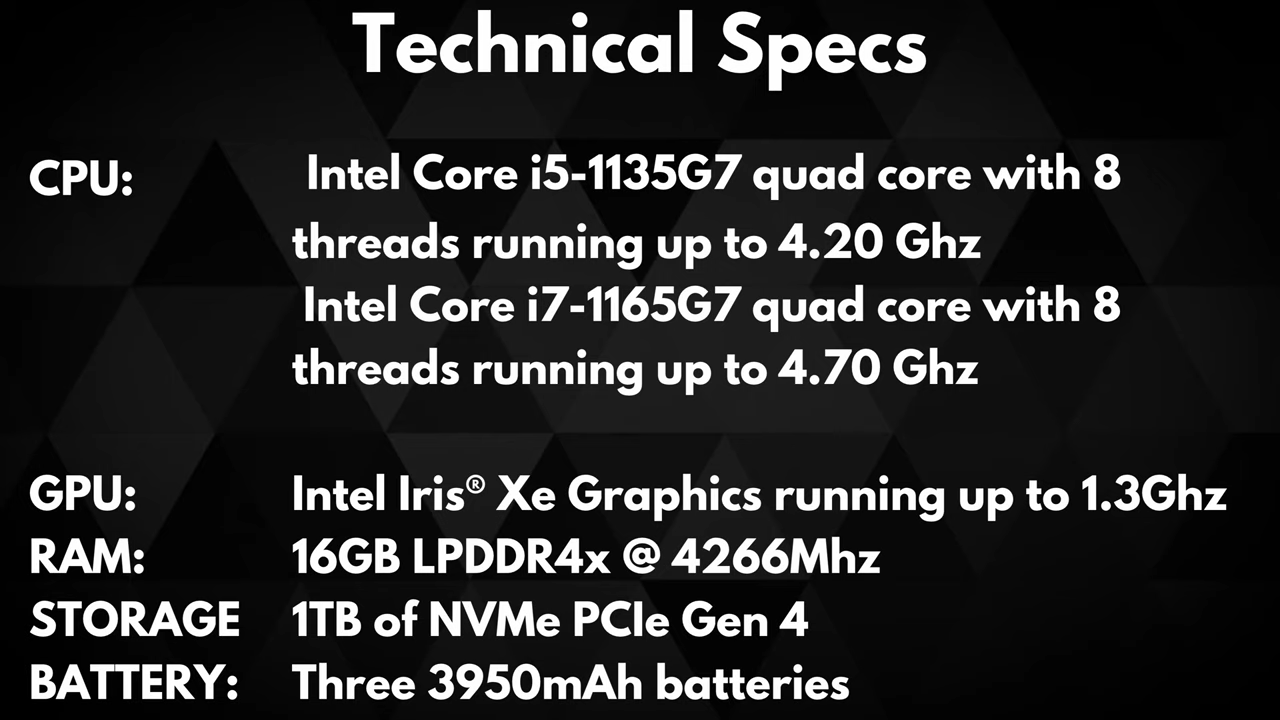 Technical Specs
CPU: Intel Core i5-1135G7 quad core with 8
threads running up to 4.20 Ghz
Intel Core i7-1165G7 quad core with 8
threads running up to 4.70 Ghz
GPU: Intel Iris® Xe Graphics running up to 1.3Ghz
RAM: 16GB LPDDR4x @ 4266Mhz
STORAGE 1TB of NVMe PCIe Gen 4
BATTERY: Three 3950mAh batteries